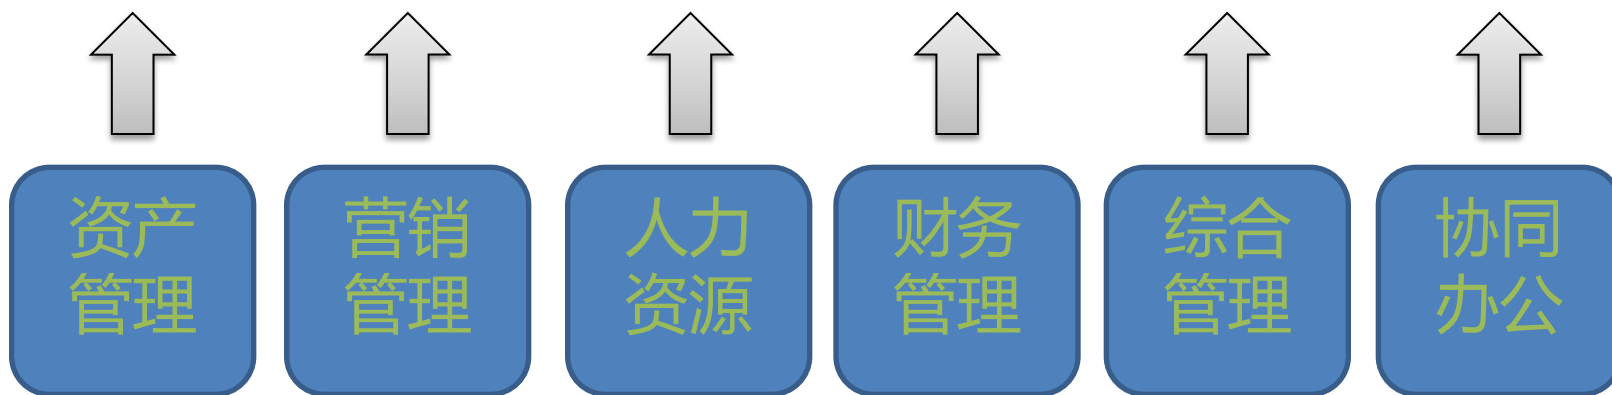 资产
管理
营销
管理
人力
资源
财务
管理
综合
管理
协同
办公